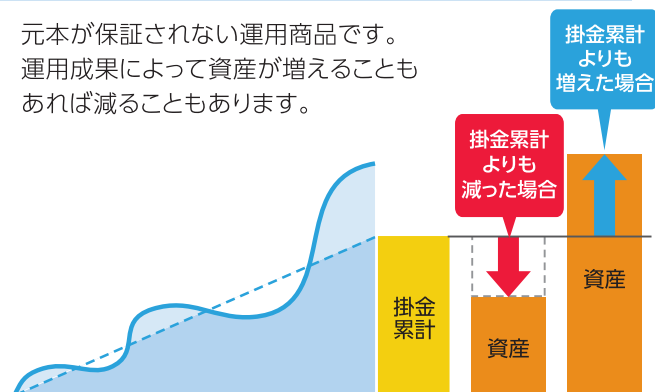 元本が保証されない運用商品です。
運用成果によって資産が増えることも
あれば減ることもあります。
掛金累計
よりも
増えた場合
掛金累計
よりも
減った場合
掛金
累計
資産
資産